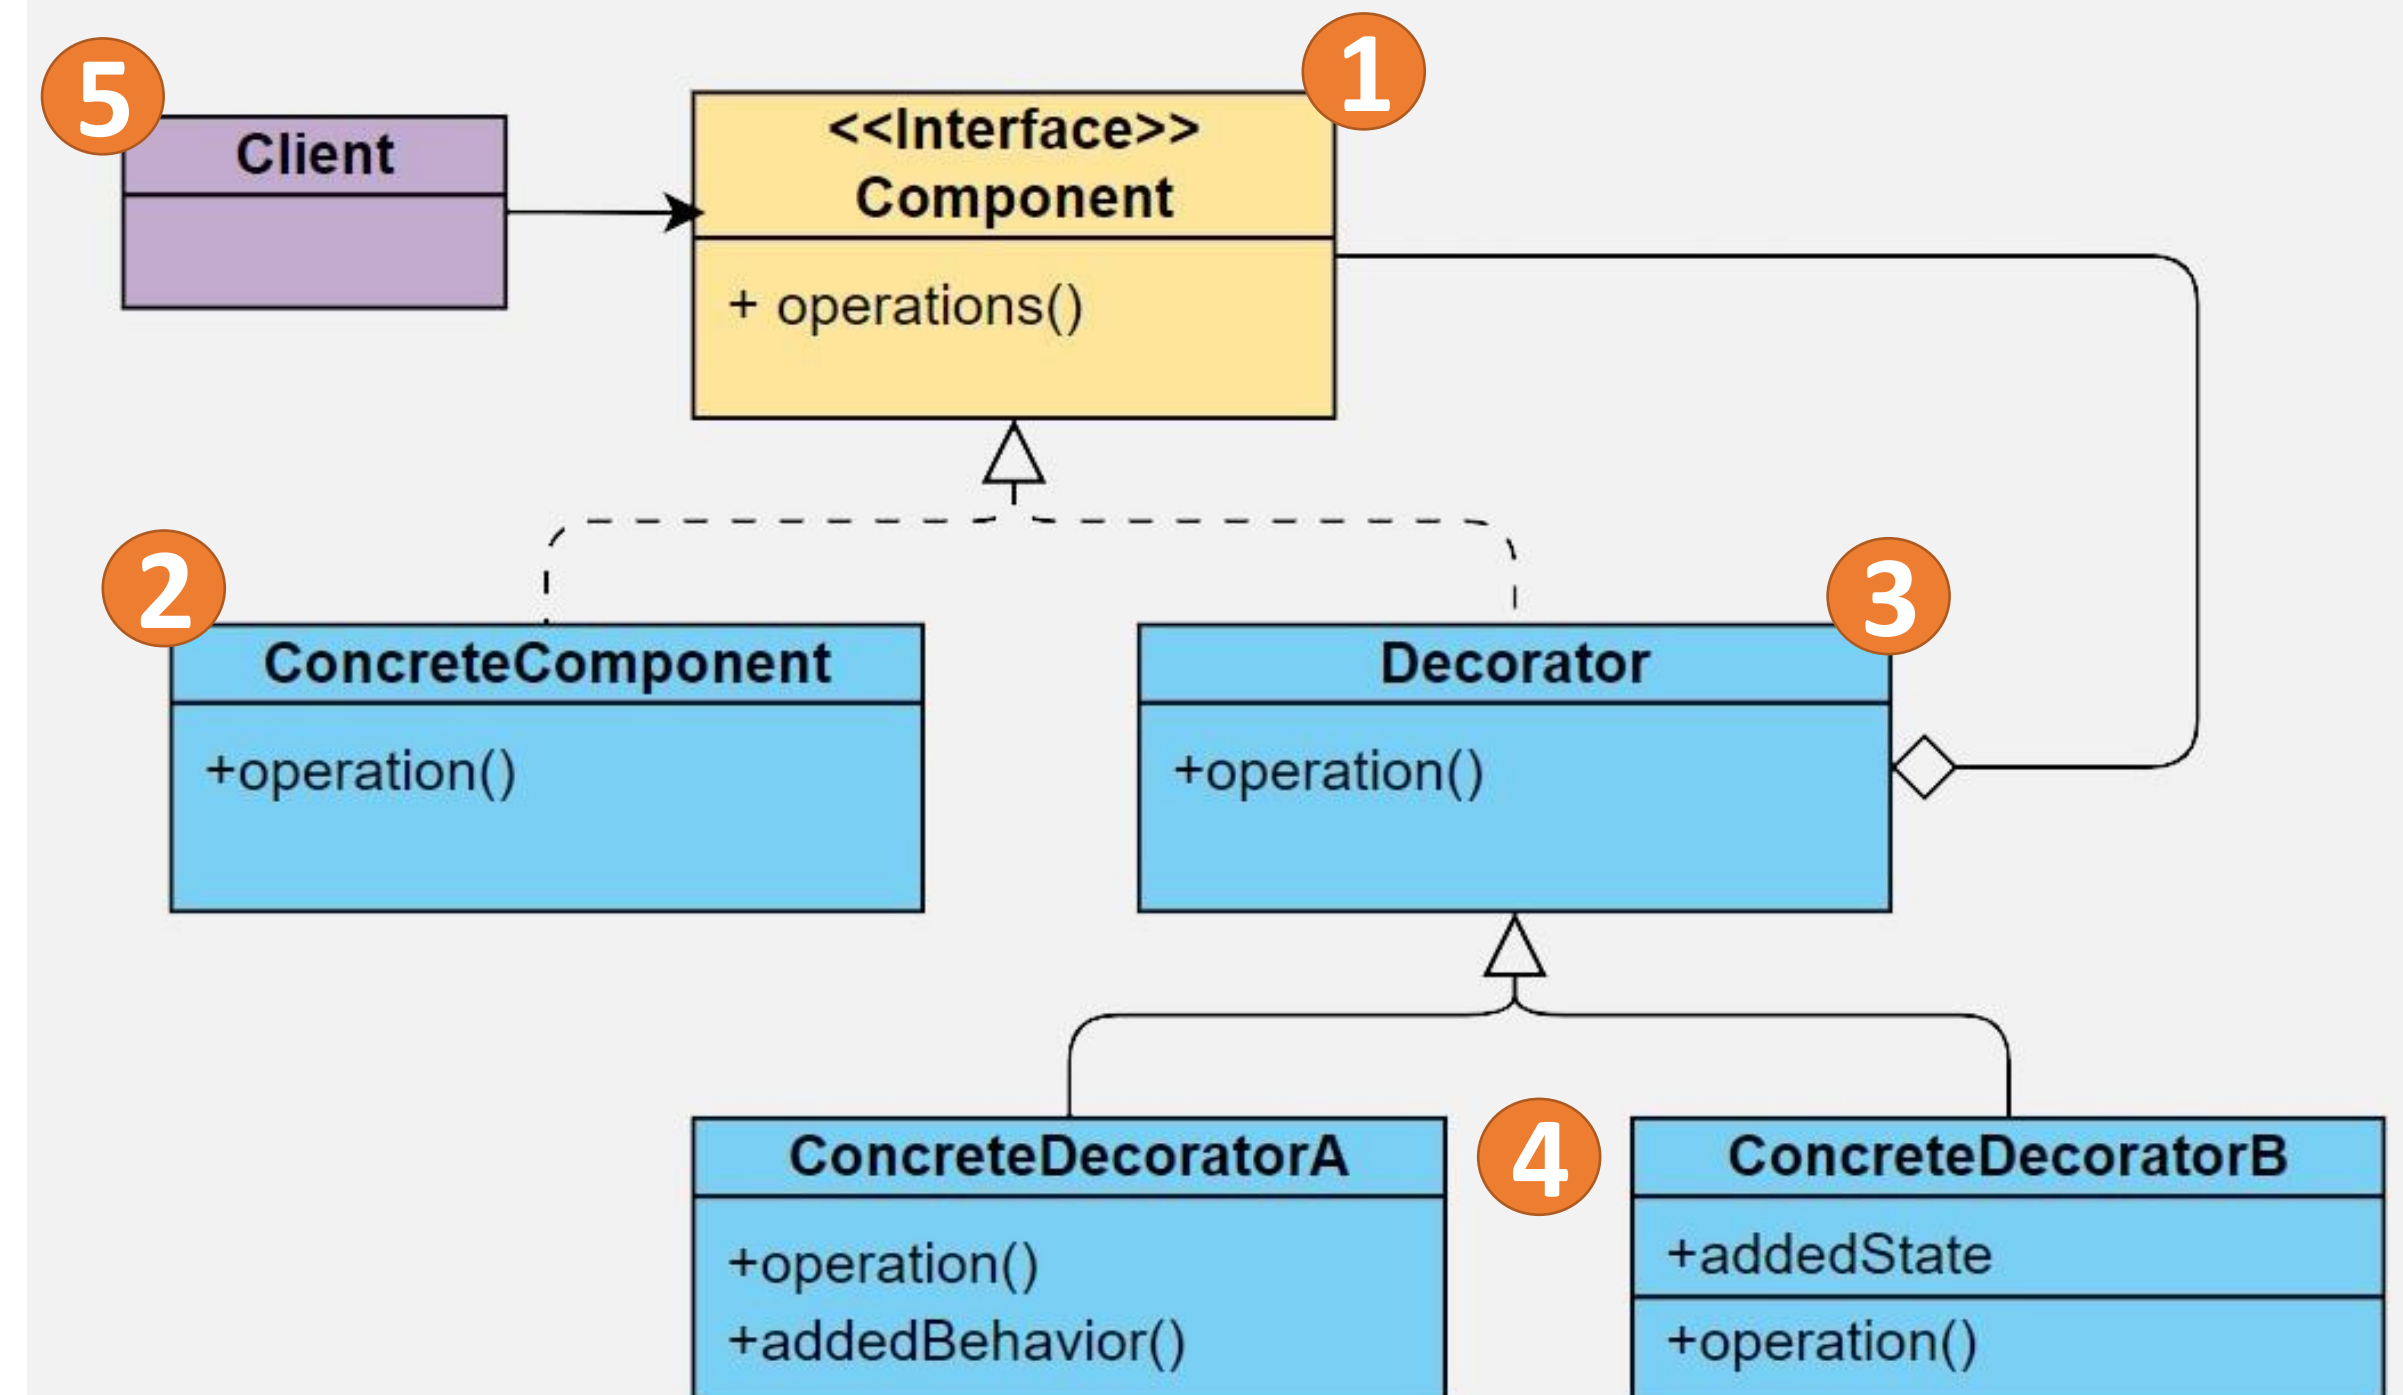 5
Client
1
<<Interface>>
Component
+ operations()
2
ConcreteComponent
+operation()
3
Decorator
+operation()
ConcreteDecoratorA
+operation()
+addedBehavior()
4
ConcreteDecoratorB
+addedState
+operation()